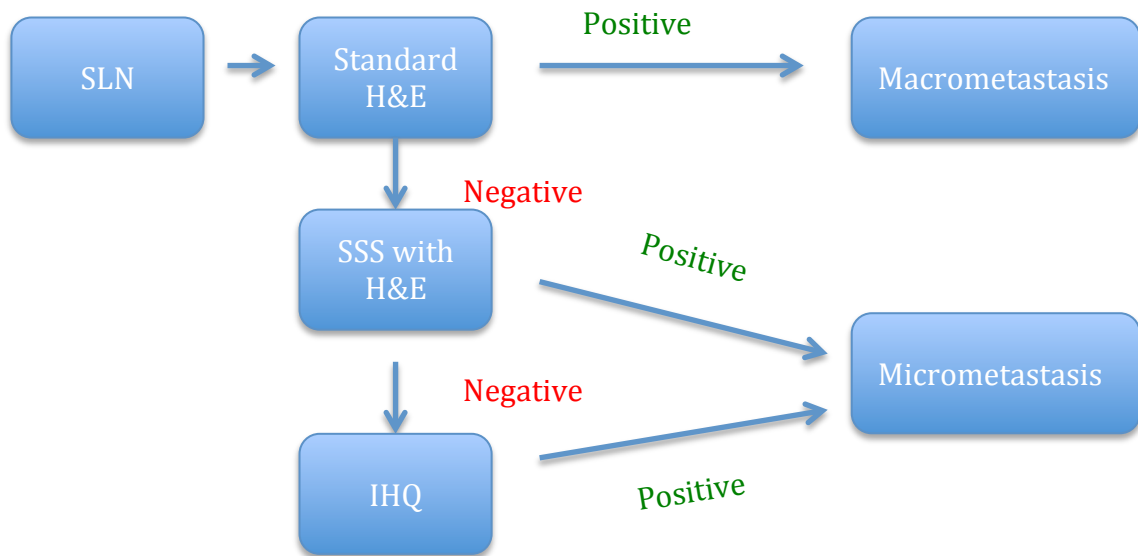 Positive
SLN
Standard
H&E
Macrometastasis
Negative
SSS with
H&E
Positive
Micrometastasis
Negative
IHQ
Positive